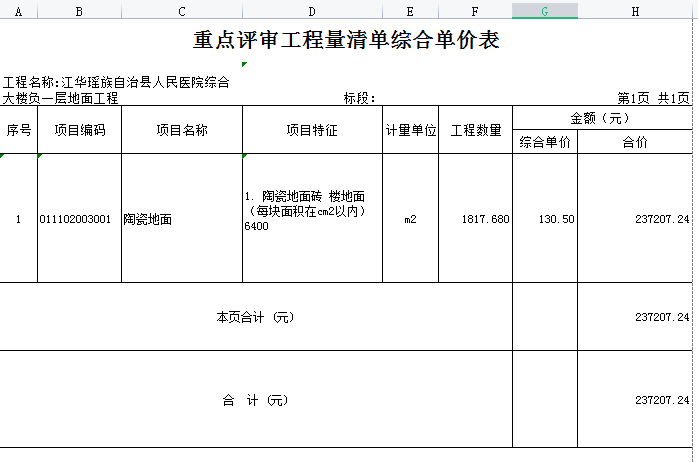 A B C D E F G H
重点评审工程量清单综合单价表
工程名称:江华瑶族自治县人民医院综合
大楼负一层地面工程 标段: 第1页 共1页
序号 项目编码 项目名称 项目特征 计量单位 工程数量 金额（元）
综合单价 合价
1 011102003001 陶瓷地面 1. 陶瓷地面砖 楼地面
（每块面积在cm2以内）
6400
m2 1817.680 130.50 237207.24
本页合计（元） 237207.24
合 计（元） 237207.24